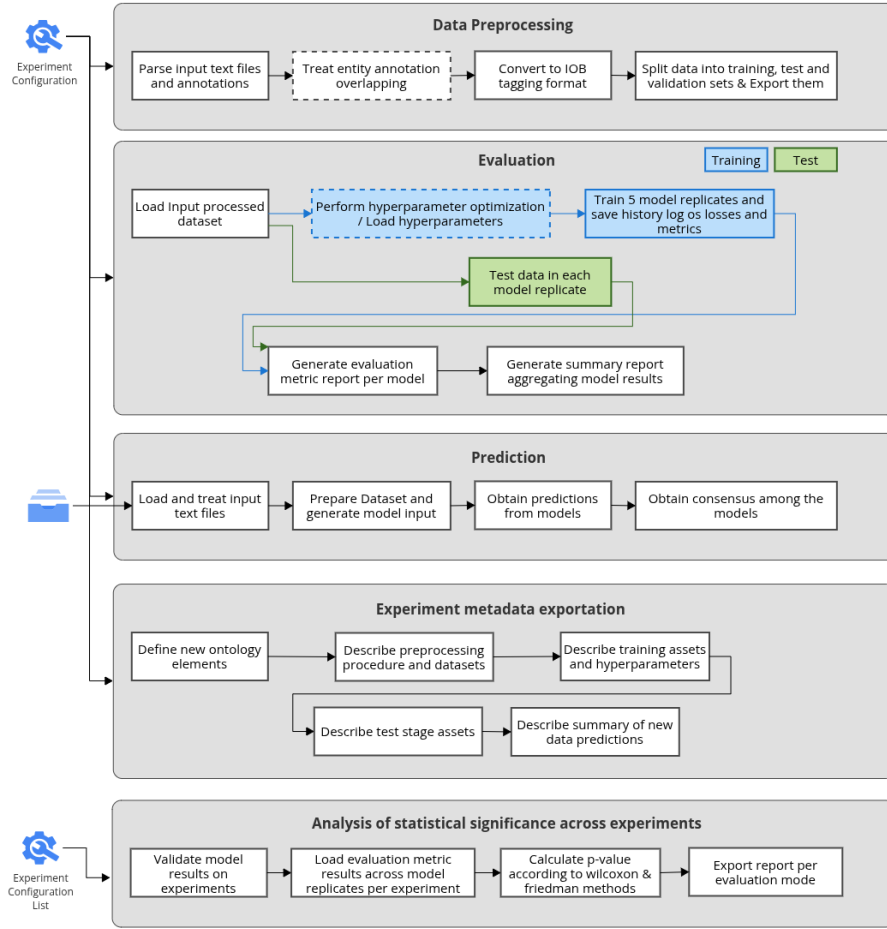 Experiment
Configuration
Data Preprocessing
Parse input text files
and annotations
Treat entity annotation
overlapping
Convert to IOB
tagging format
Split data into training, test and
validation sets & Export them
Evaluation
Training
Test
Load Input processed
dataset
Perform hyperparameter optimization
/ Load hyperparameters
Train 5 model replicates and
save history log os losses and
metrics
Test data in each
model replicate
Generate evaluation
metric report per model
Generate summary report
aggregating model results
Prediction
Load and treat input
text files
Prepare Dataset and
generate model input
Obtain predictions
from models
Obtain consensus among the
models
Experiment metadata exportation
Define new ontology
elements
Describe preprocessing
procedure and datasets
Describe training assets
and hyperparameters
Describe test stage assets
Describe summary of new
data predictions
Experiment
Configuration
List
Analysis of statistical significance across experiments
Validate model
results on
experiments
Load evaluation metric
results across model
replicates per experiment
Calculate p-value
according to wilcoxon &
friedman methods
Export report per
evaluation mode